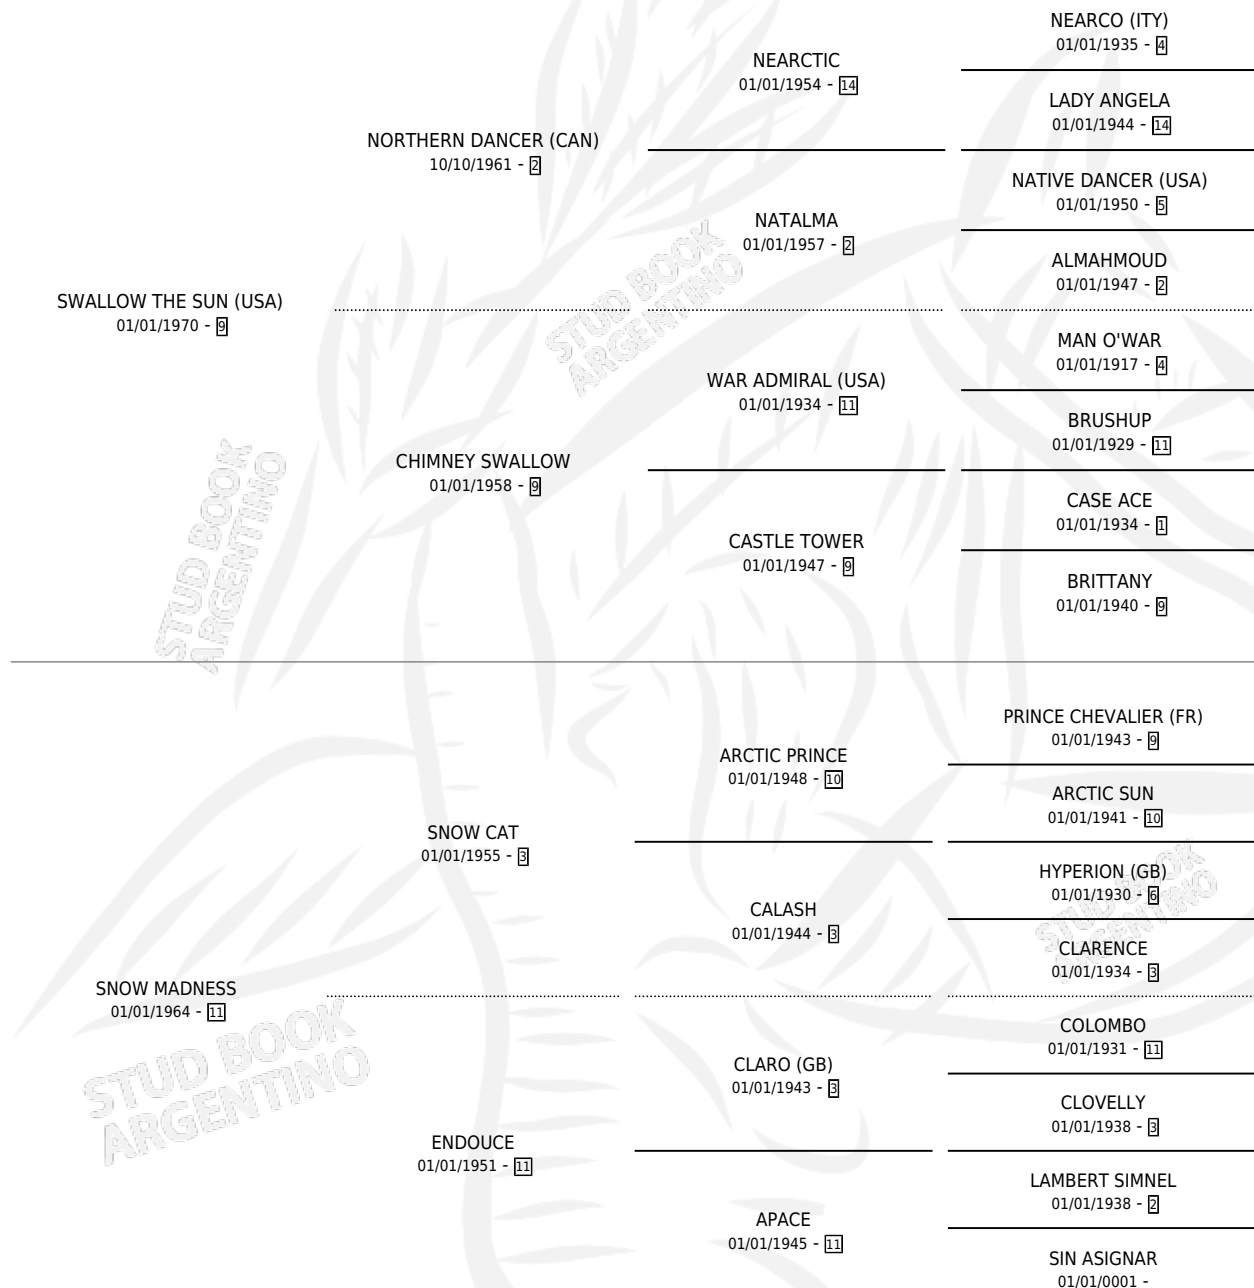 NEARCO (ITY)
01/01/1935 - 4
NEARCTIC
01/01/1954 - 14
LADY ANGELA
01/01/1944 - 14
NORTHERN DANCER (CAN)
10/10/1961 - 2
NATIVE DANCER (USA)
01/01/1950 - 5
NATALMA
01/01/1957 - 2
ALMAHMOUD
01/01/1947 - 2
STUD BOOK
ARGENTINO
SWALLOW THE SUN (USA)
01/01/1970 - 9
MAN O'WAR
01/01/1917 - 4
WAR ADMIRAL (USA)
01/01/1934 - 11
BRUSHUP
01/01/1929 - 11
CHIMNEY SWALLOW
01/01/1958 - 9
CASE ACE
01/01/1934 - 1
CASTLE TOWER
01/01/1947 - 9
BRITTANY
01/01/1940 - 9
STUD BOOK
ARGENTINO
PRINCE CHEVALIER (FR)
01/01/1943 - 9
ARCTIC PRINCE
01/01/1948 - 10
ARCTIC SUN
01/01/1941 - 10
SNOW CAT
01/01/1955 - 3
HYPERION (GB)
01/01/1930 - 6
CALASH
01/01/1944 - 3
STUD BOOK
ARGENTINO
CLARENCE
01/01/1934 - 3
SNOW MADNESS
01/01/1964 - 11
STUD BOOK
ARGENTINO
COLOMBO
01/01/1931 - 11
CLARO (GB)
01/01/1943 - 3
CLOVELLY
01/01/1938 - 3
ENDOUCE
01/01/1951 - 11
LAMBERT SIMNEL
01/01/1938 - 2
APACE
01/01/1945 - 11
SIN ASIGNAR
01/01/0001 -